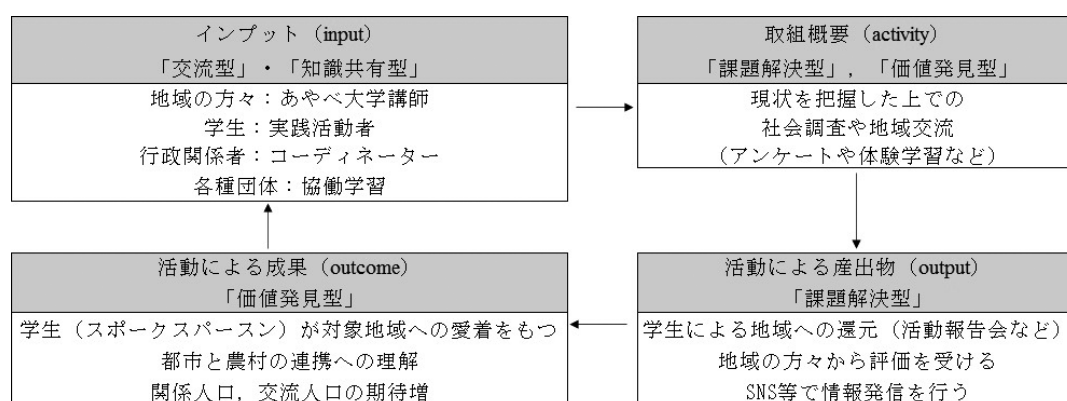 インプット (input)
「交流型」・「知識共有型」
地域の方々：あやべ大学講師
学生：実践活動者
行政関係者：コーディネーター
各種団体：協働学習
取組概要 (activity)
「課題解決型」，「価値発見型」
現状を把握した上での
社会調査や地域交流
（アンケートや体験学習など）
活動による産出物 (output)
「課題解決型」
学生による地域への還元（活動報告会など）
地域の方々から評価を受ける
SNS等で情報発信を行う
活動による成果 (outcome)
「価値発見型」
学生（スポークスパースン）が対象地域への愛着をもつ
都市と農村の連携への理解
関係人口，交流人口の期待増